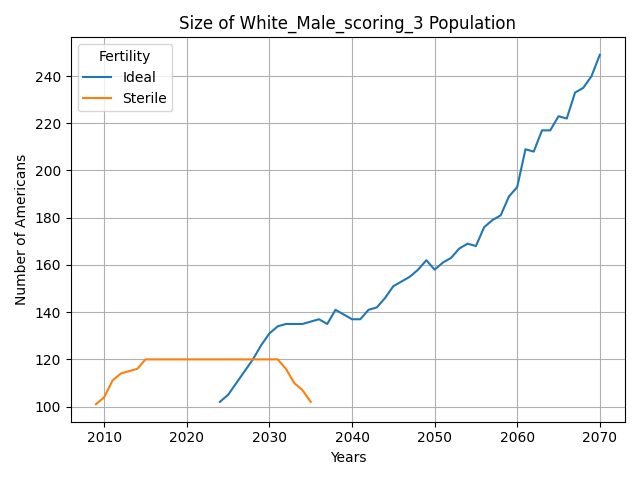 Size of White_Male_scoring_3 Population
Fertility
Ideal
Sterile
Number of Americans
240
220
200
180
160
140
120
100
2010 2020 2030 2040 2050 2060 2070
Years